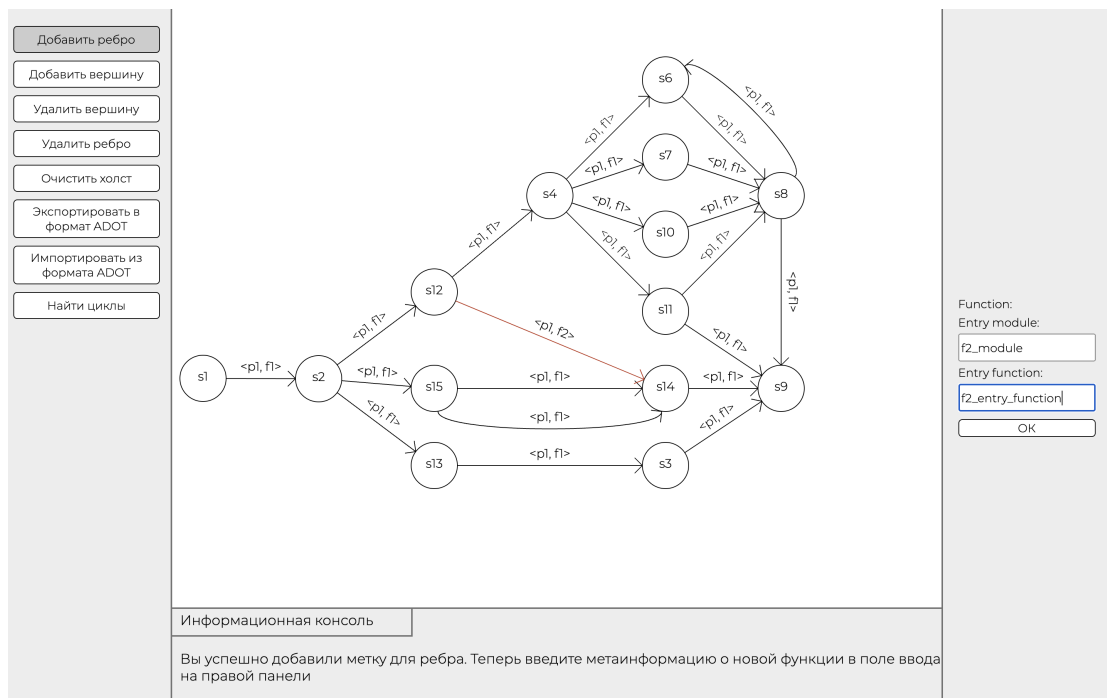 Добавить ребро
Добавить вершину
Удалить вершину
Удалить ребро
Очистить холст
Экспортировать в
формат ADOT
Импортировать из
формата ADOT
Найти циклы
s6
<p1, f1>
<p1, f1>
<p1, f1>
s7
<p1, f1>
<p1, f1>
s4
s8
<p1, f1>
<p1, f1>
s10
<p1, f1>
<p1, f1>
<p1, f1>
s12
<p1, f1>
s11
<p1, f1>
<p1, f2>
<p1, f1>
s1
<p1, f1>
s2
<p1, f1>
s15
<p1, f1>
s14
<p1, f1>
s9
<p1, f1>
<p1, f1>
<p1, f1>
s13
<p1, f1>
s3
Function:
Entry module:
f2_module
Entry function:
f2_entry_function
ОК
Информационная консоль
Вы успешно добавили метку для ребра. Теперь введите метаинформацию о новой функции в поле ввода
на правой панели